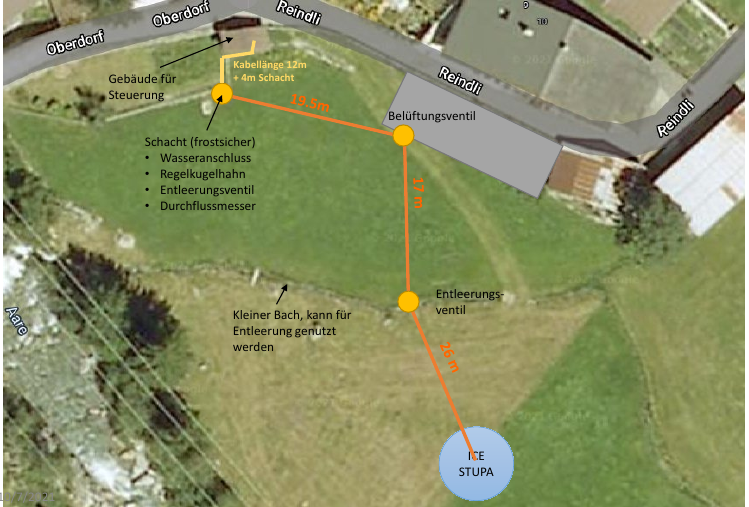 Oberdorf
Oberdorf
Reindli
Kabellänge 12m
+ 4m Schacht
Gebäude für
Steuerung
19.5m
Reindli
Belüftungsventil
Reindli
Schacht (frostsicher)
• Wasseranschluss
• Regelkugelhahn
• Entleerungsventil
• Durchflussmesser
17 m
Entleerungs-
ventil
Kleiner Bach, kann für
Entleerung genutzt
werden
Aare
26 m
ICE
STUPA